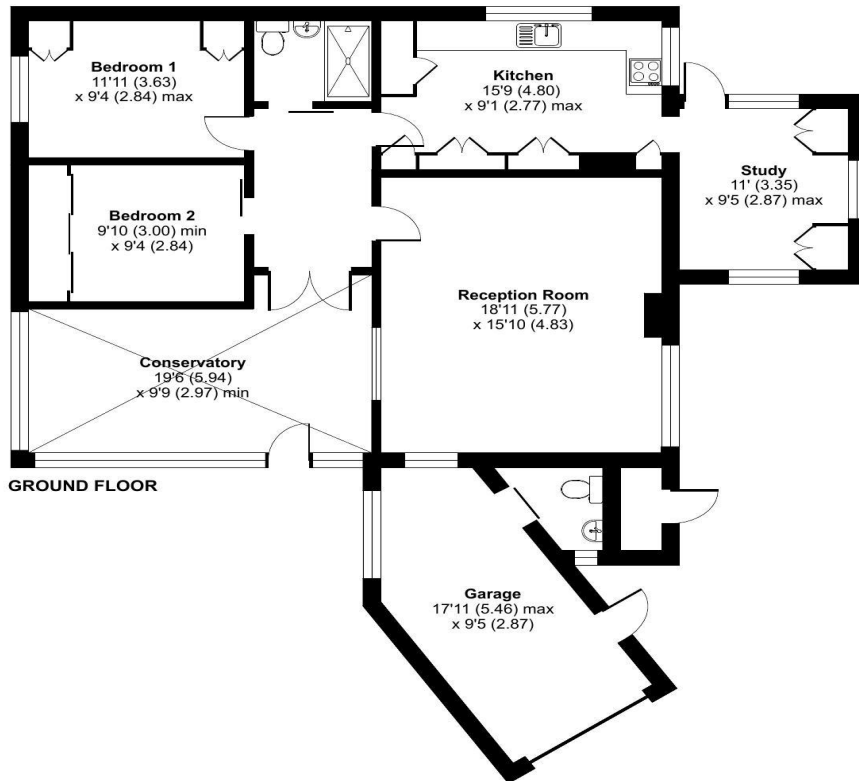 Bedroom 1
11'11 (3.63)
x 9'4 (2.84) max
Kitchen
15'9 (4.80)
x 9'1 (2.77) max
Study
11' (3.35)
x 9'5 (2.87) max
Bedroom 2
9'10 (3.00) min
x 9'4 (2.84)
Reception Room
18'11 (5.77)
x 15'10 (4.83)
Conservatory
19'6 (5.94)
x 9'9 (2.97) min
GROUND FLOOR
Garage
17'11 (5.46) max
x 9'5 (2.87)